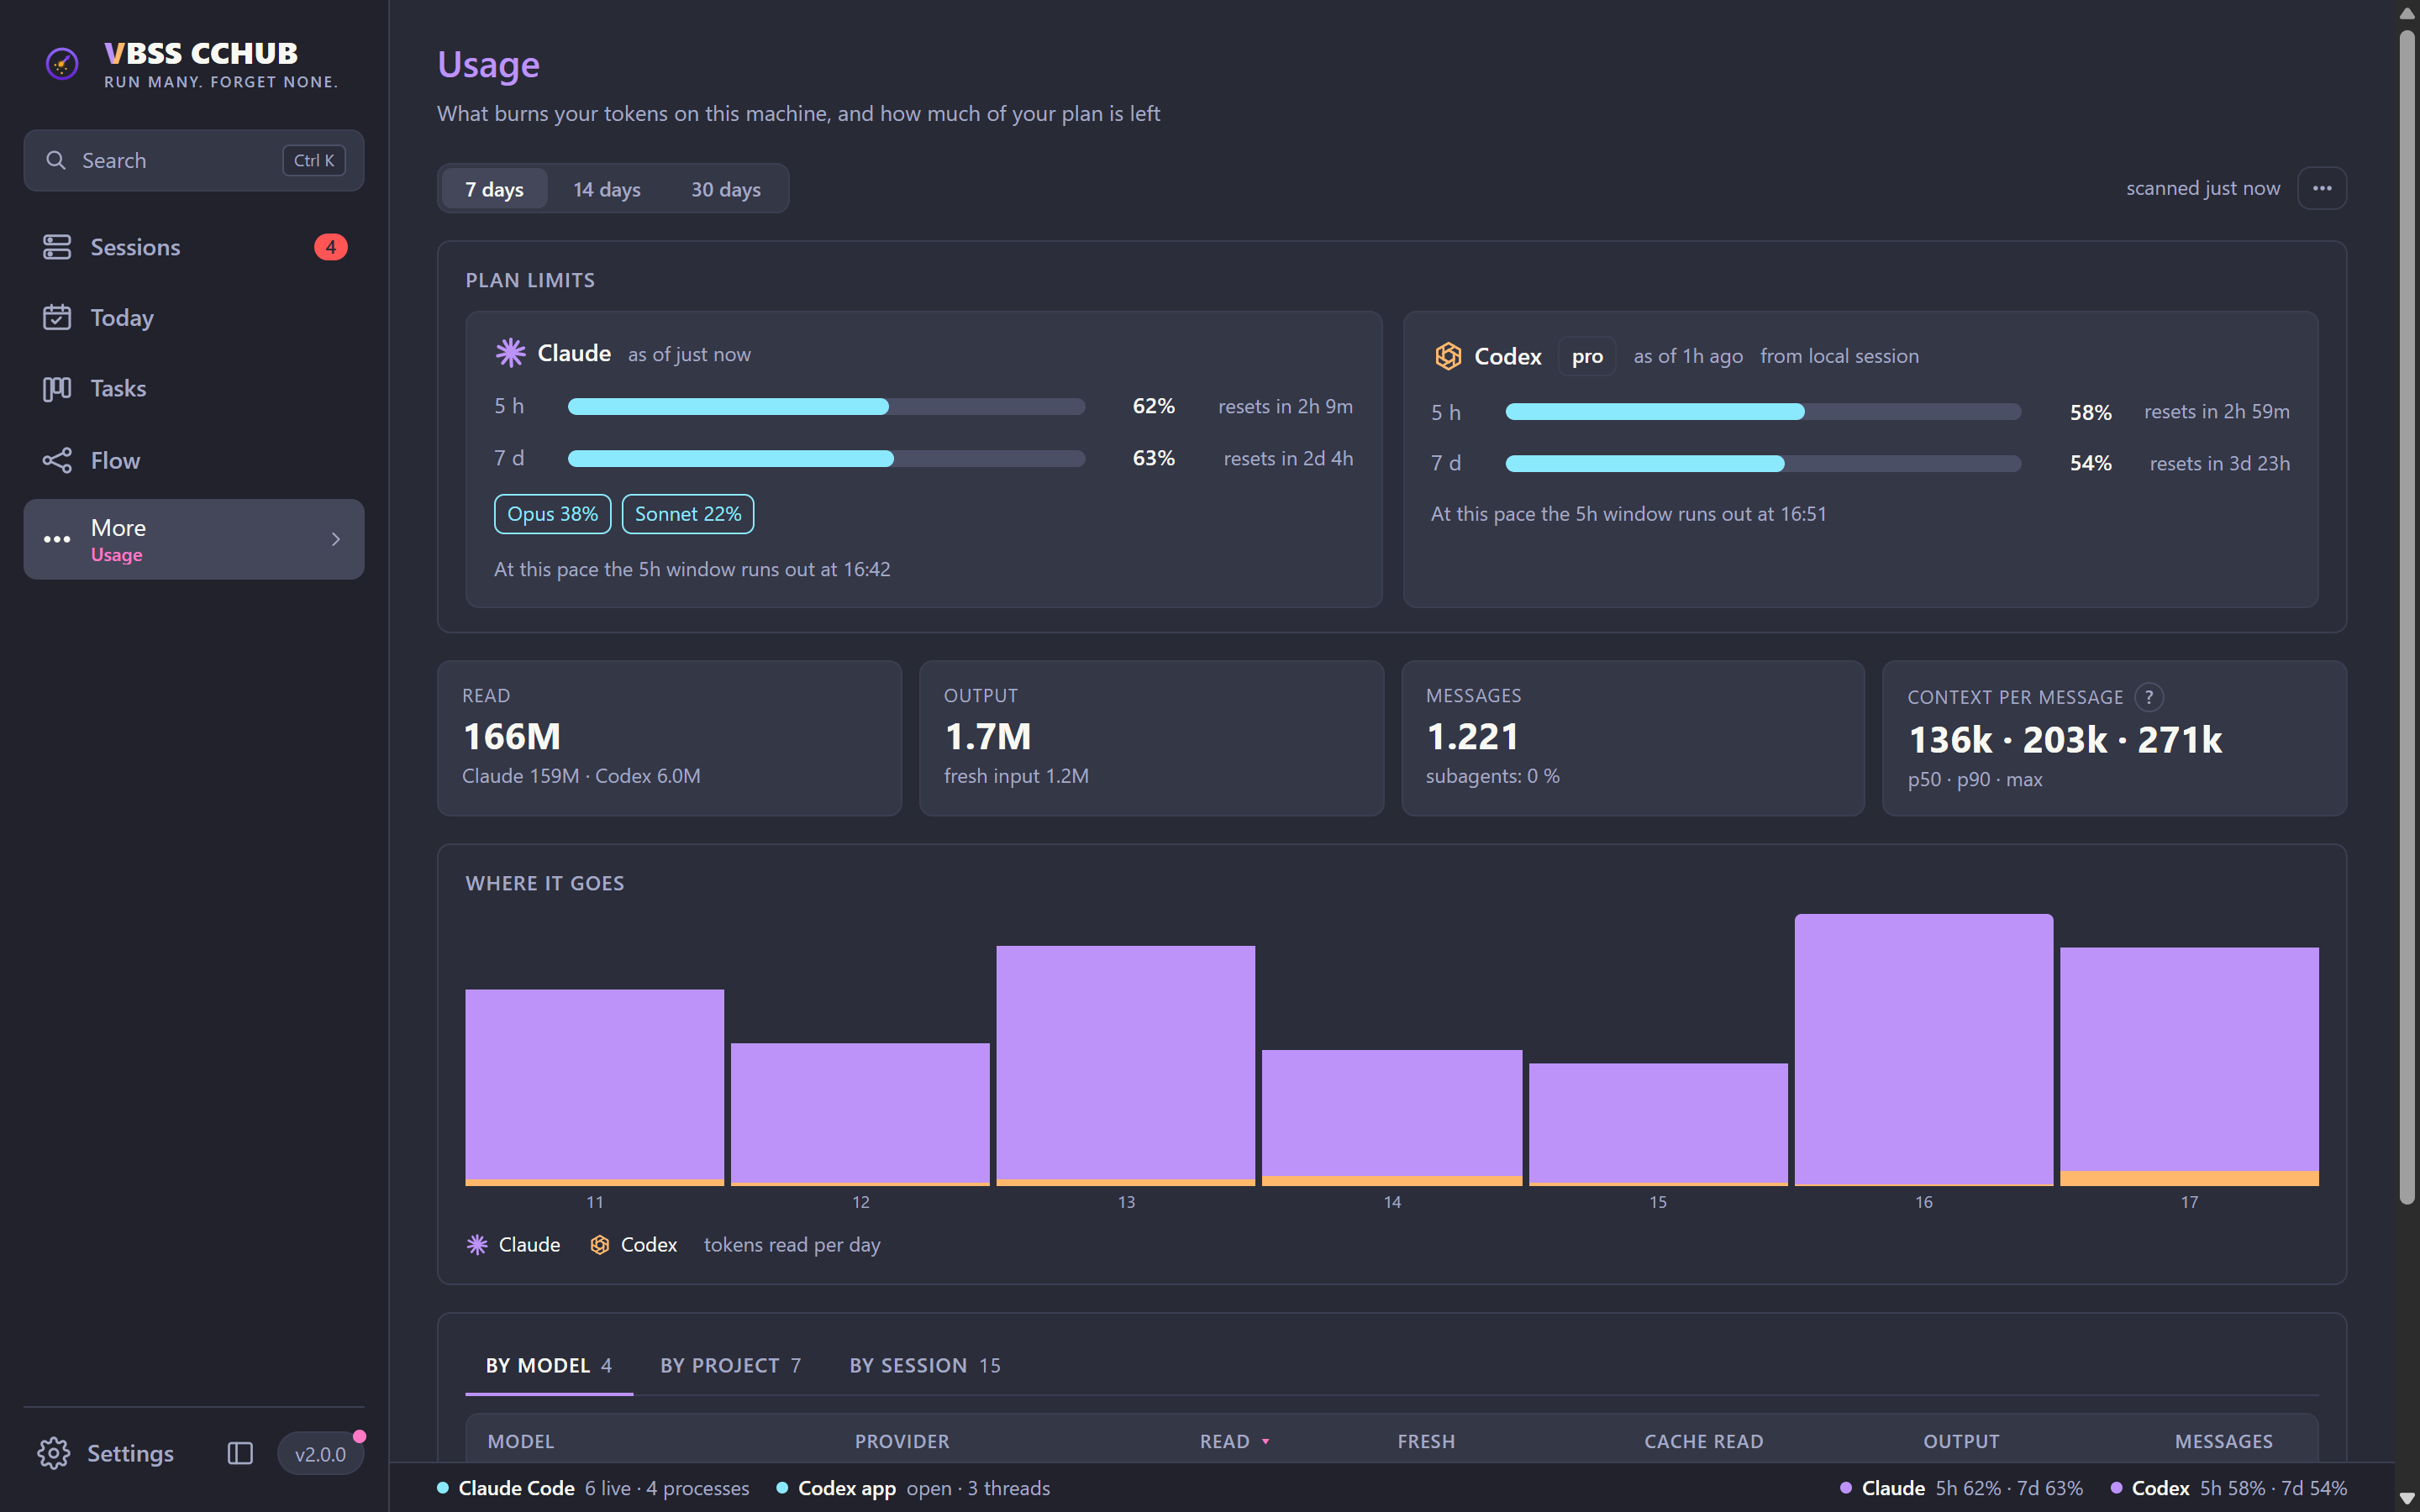 VBSS CCHUB
RUN MANY. FORGET NONE.
Search
Ctrl K
Sessions
4
Today
Tasks
Flow
More
Usage
Settings
v2.0.0
Usage
What burns your tokens on this machine, and how much of your plan is left
7 days
14 days
30 days
scanned just now
PLAN LIMITS
Claude as of just now
5 h 62% resets in 2h 9m
7 d 63% resets in 2d 4h
Opus 38% Sonnet 22%
At this pace the 5h window runs out at 16:42
Codex pro as of 1h ago from local session
5 h 58% resets in 2h 59m
7 d 54% resets in 3d 23h
At this pace the 5h window runs out at 16:51
READ
166M
Claude 159M · Codex 6.0M
OUTPUT
1.7M
fresh input 1.2M
MESSAGES
1.221
subagents: 0 %
CONTEXT PER MESSAGE ?
136k · 203k · 271k
p50 · p90 · max
WHERE IT GOES
11 12 13 14 15 16 17
Claude Codex tokens read per day
BY MODEL 4 BY PROJECT 7 BY SESSION 15
MODEL PROVIDER READ FRESH CACHE READ OUTPUT MESSAGES
Claude Code 6 live · 4 processes Codex app open · 3 threads Claude 5h 62% · 7d 63% Codex 5h 58% · 7d 54%